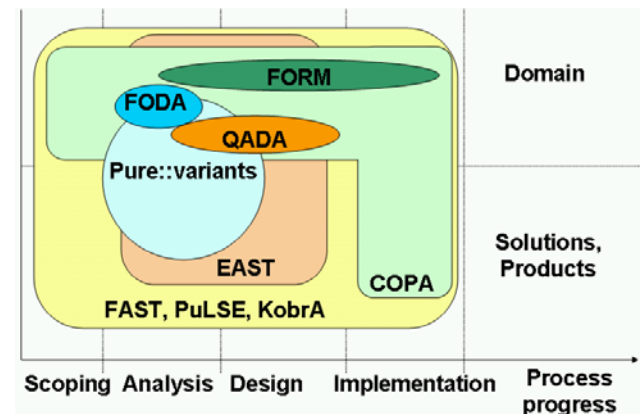 FORM
Domain
FODA
QADA
Pure::variants
Solutions,
Products
EAST
COPA
FAST, PuLSE, KobrA
Scoping Analysis Design Implementation Process
progress